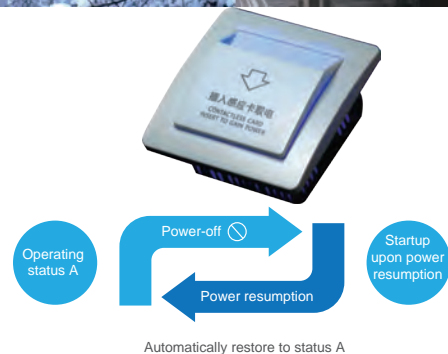 插入感应卡取电
CONTACTLESS CARD
INSERT TO GAIN POWER
Power-off
Operating
status A
Startup
upon power
resumption
Power resumption
Automatically restore to status A